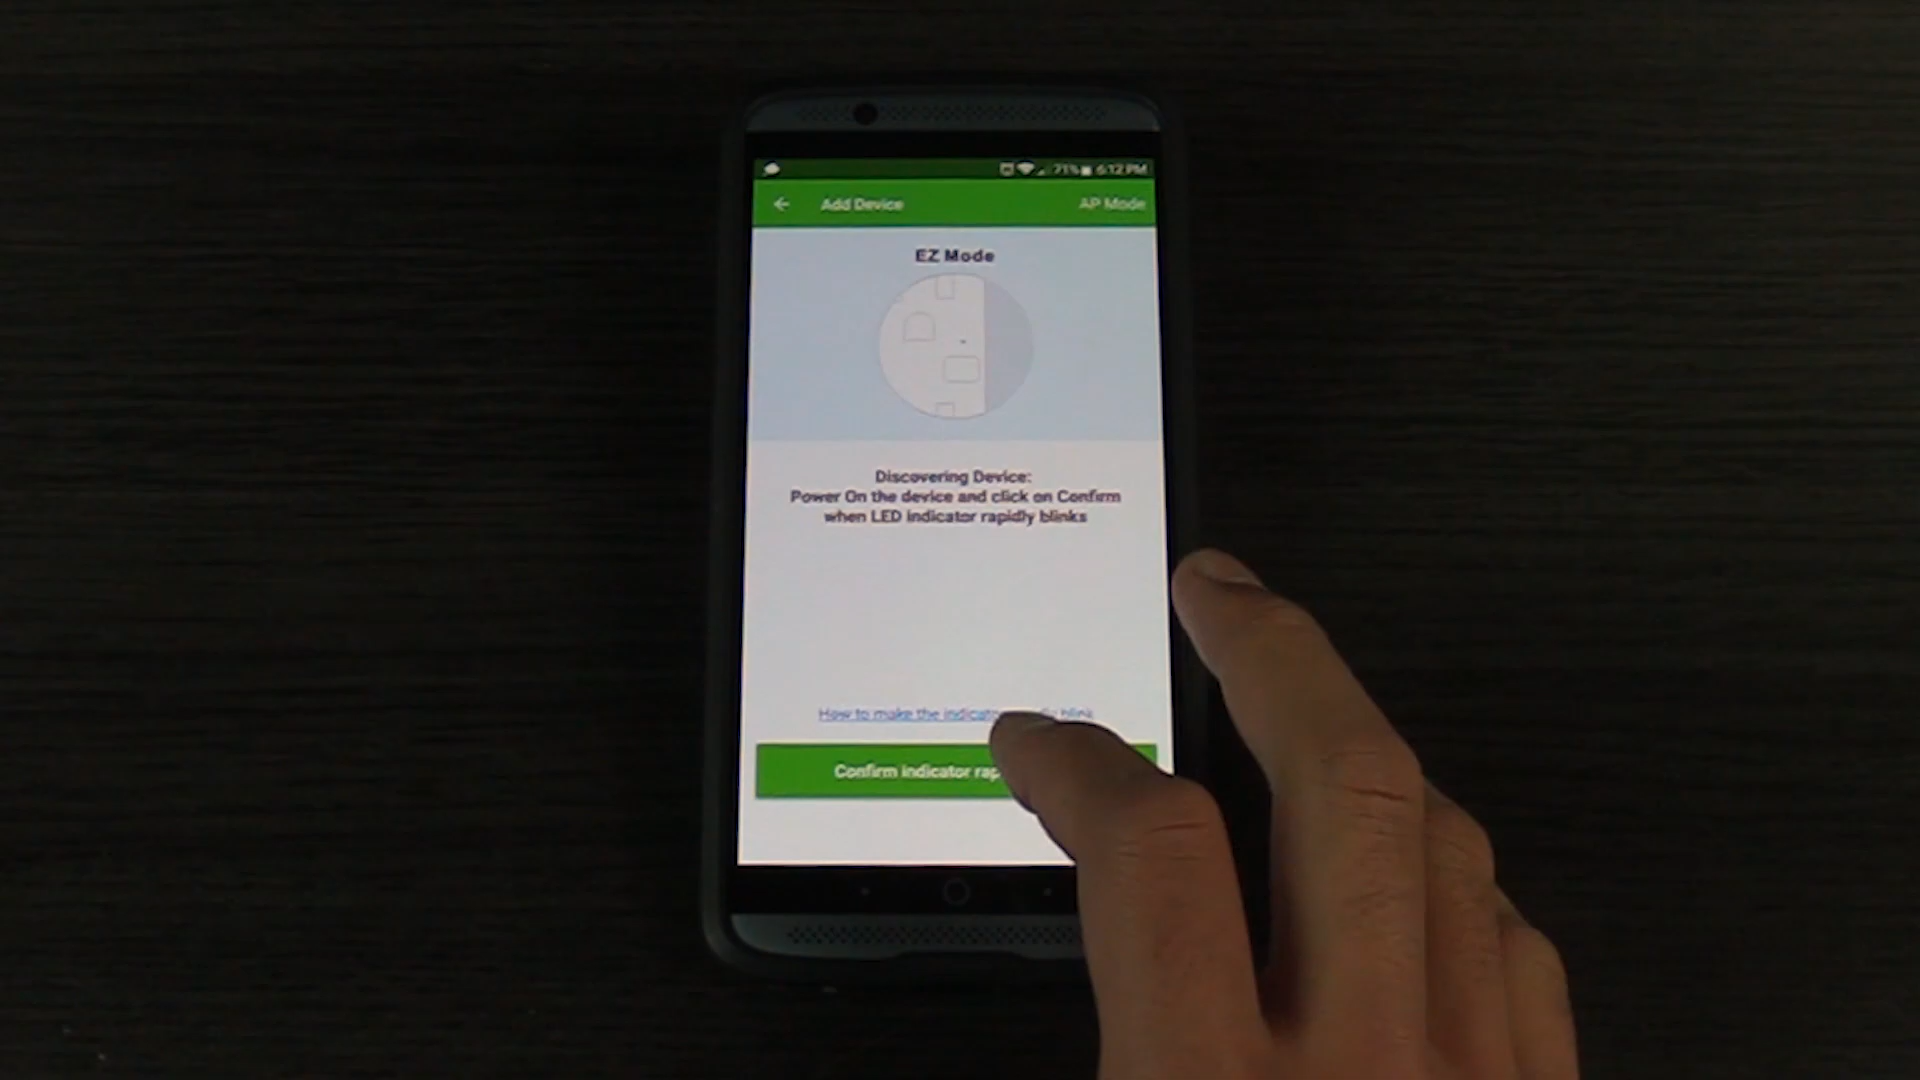 71% 6:12 PM
Add Device AP Mode
EZ Mode
Discovering Device:
Power On the device and click on Confirm
when LED indicator rapidly blinks
How to make the indicator blink
Confirm indicator